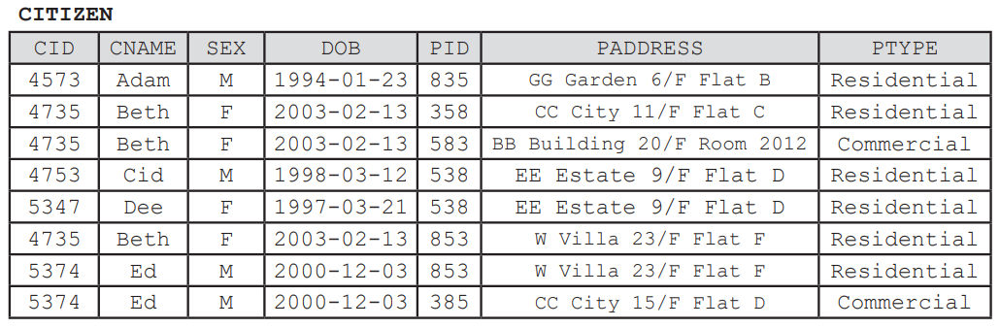 CITIZEN
CID CNAME SEX DOB PID PADDRESS PTYPE
4573 Adam M 1994-01-23 835 GG Garden 6/F Flat B Residential
4735 Beth F 2003-02-13 358 CC City 11/F Flat C Residential
4735 Beth F 2003-02-13 583 BB Building 20/F Room 2012 Commercial
4753 Cid M 1998-03-12 538 EE Estate 9/F Flat D Residential
5347 Dee F 1997-03-21 538 EE Estate 9/F Flat D Residential
4735 Beth F 2003-02-13 853 W Villa 23/F Flat F Residential
5374 Ed M 2000-12-03 853 W Villa 23/F Flat F Residential
5374 Ed M 2000-12-03 385 CC City 15/F Flat D Commercial